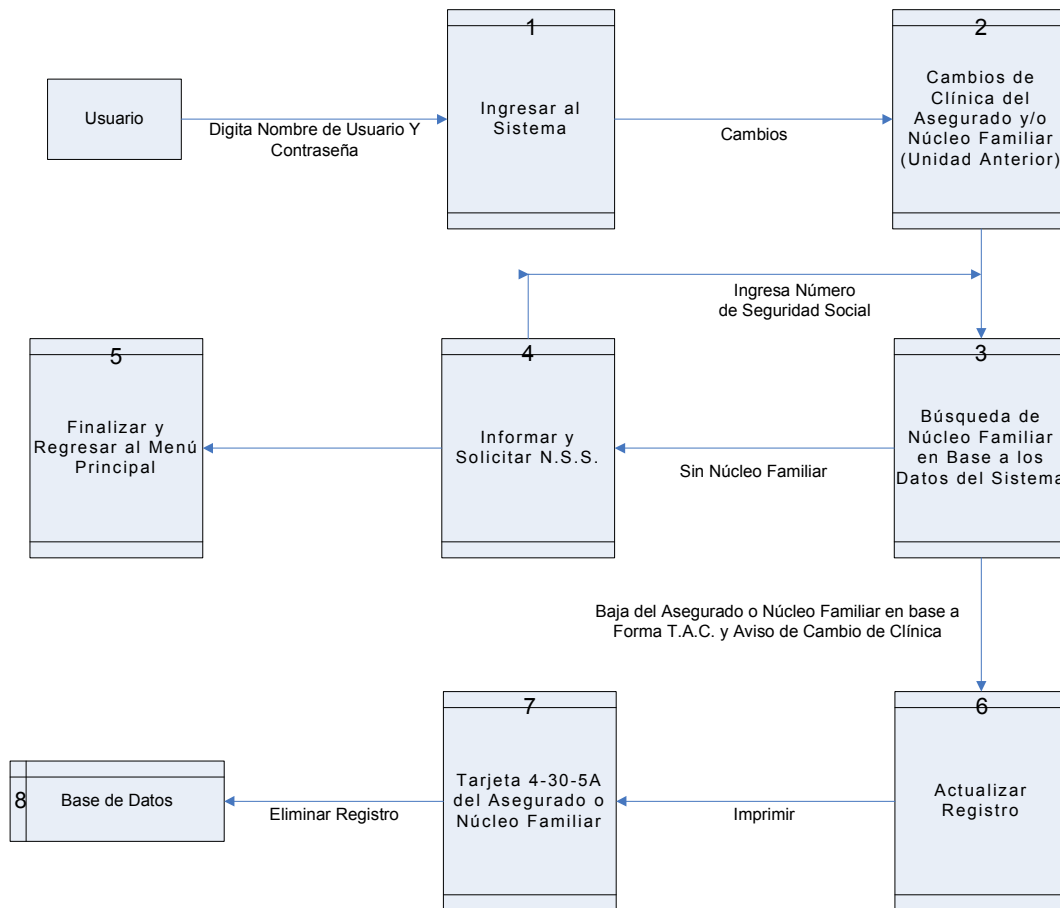 1
Ingresar al
Sistema
2
Cambios de
Clínica del
Asegurado y/o
Núcleo Familiar
(Unidad Anterior)
Usuario
Digita Nombre de Usuario Y
Contraseña
Cambios
Ingresa Número
de Seguridad Social
5
Finalizar y
Regresar al Menú
Principal
4
Informar y
Solicitar N.S.S.
Sin Núcleo Familiar
3
Búsqueda de
Núcleo Familiar
en Base a los
Datos del Sistema
Baja del Asegurado o Núcleo Familiar en base a
Forma T.A.C. y Aviso de Cambio de Clínica
8
Base de Datos
Eliminar Registro
7
Tarjeta 4-30-5A
del Asegurado o
Núcleo Familiar
Imprimir
6
Actualizar
Registro